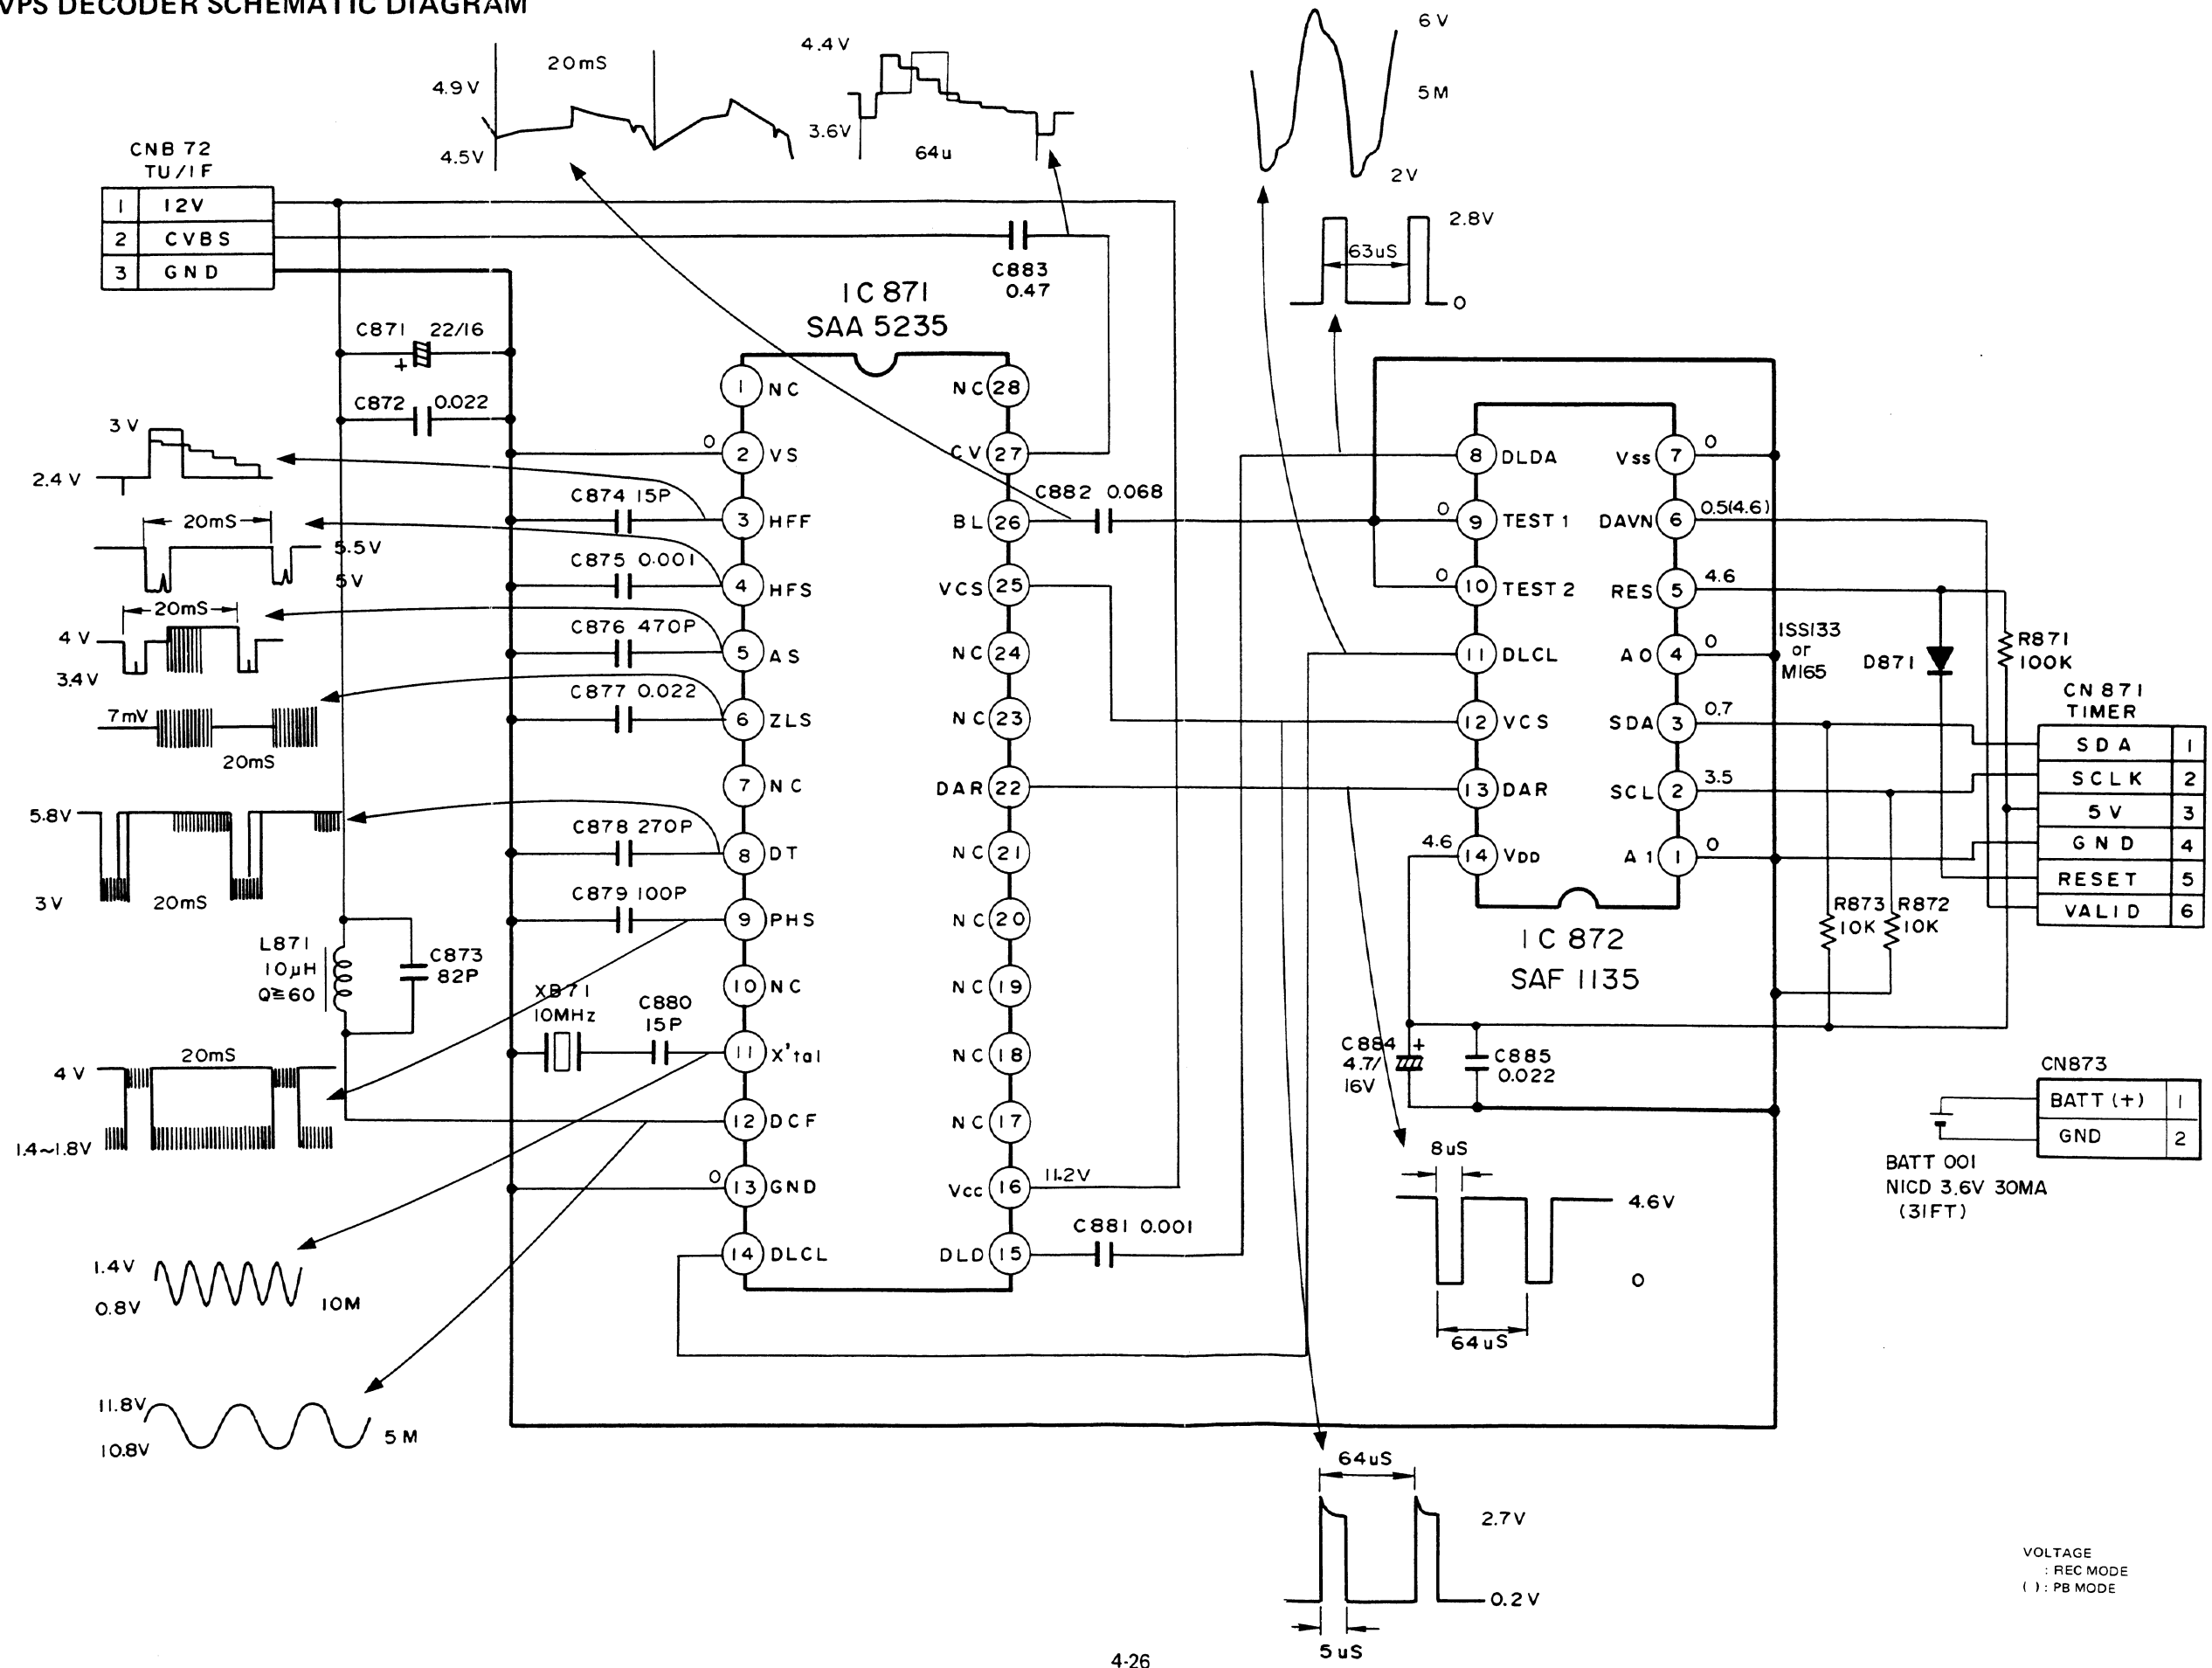 VPS DECODER SCHEMATIC DIAGRAM
20mS
4.9V
4.5V
4.4V
3.6V
64u
6V
5M
2V
2.8V
63uS
0
CNB 72
TU/IF
1 12V
2 CVBS
3 GND
C883
0.47
C871 22/16
+
C872 0.022
IC 871
SAA 5235
3V
2.4V
20mS
5.5V
5V
20mS
4V
3.4V
7mV
20mS
5.8V
3V
20mS
C874 15P
C875 0.001
C876 470P
C877 0.022
C878 270P
C879 100P
L871
10µH
Q≧60
C873
82P
XB71
10MHz
C880
15P
20mS
4V
1.4~1.8V
1.4V
0.8V
10M
11.8V
10.8V
5M
1 NC
0 2 VS
3 HFF
4 HFS
5 AS
6 ZLS
7 NC
8 DT
9 PHS
10 NC
11 X'tal
12 DCF
0 13 GND
14 DLCL
NC 28
CV 27
BL 26
VCS 25
NC 24
NC 23
DAR 22
NC 21
NC 20
NC 19
NC 18
NC 17
Vcc 16 11.2V
DLD 15
C882 0.068
C881 0.001
8 DLDA
0 9 TEST 1
0 10 TEST 2
11 DLCL
12 VCS
13 DAR
4.6 14 VDD
Vss 7 0
DAVN 6 0.5(4.6)
RES 5 4.6
A0 4 0
SDA 3 0.7
SCL 2 3.5
A1 1 0
IC 872
SAF 1135
1SS133
or
M165
D871
R871
100K
CN 871
TIMER
SDA 1
SCLK 2
5V 3
GND 4
RESET 5
VALID 6
R873
10K
R872
10K
C884 +
4.7/
16V
C885
0.022
CN873
BATT (+) 1
GND 2
BATT 001
NICD 3.6V 30MA
(31FT)
8uS
4.6V
0
64uS
64uS
2.7V
0.2V
5uS
VOLTAGE
: REC MODE
( ) : PB MODE
4-26